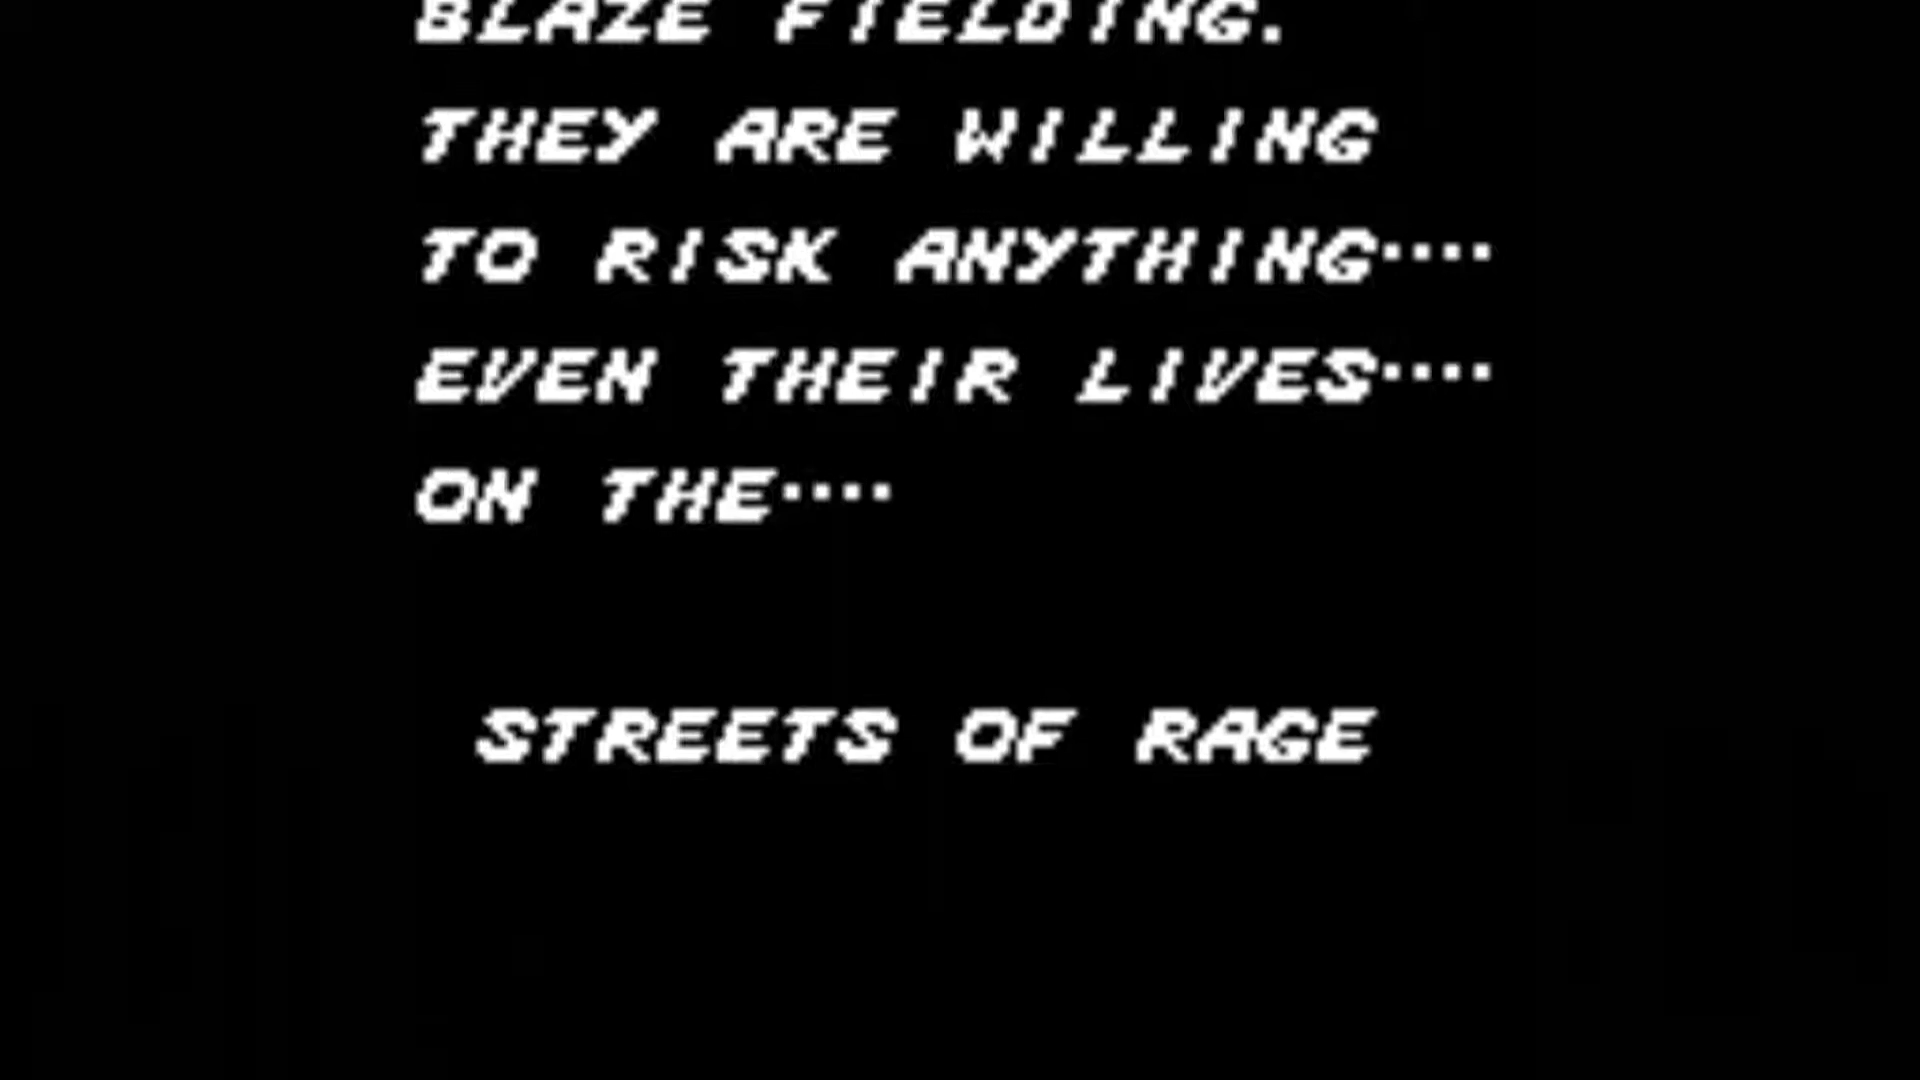 BLAZE FIELDING.
THEY ARE WILLING
TO RISK ANYTHING····
EVEN THEIR LIVES····
ON THE····
STREETS OF RAGE